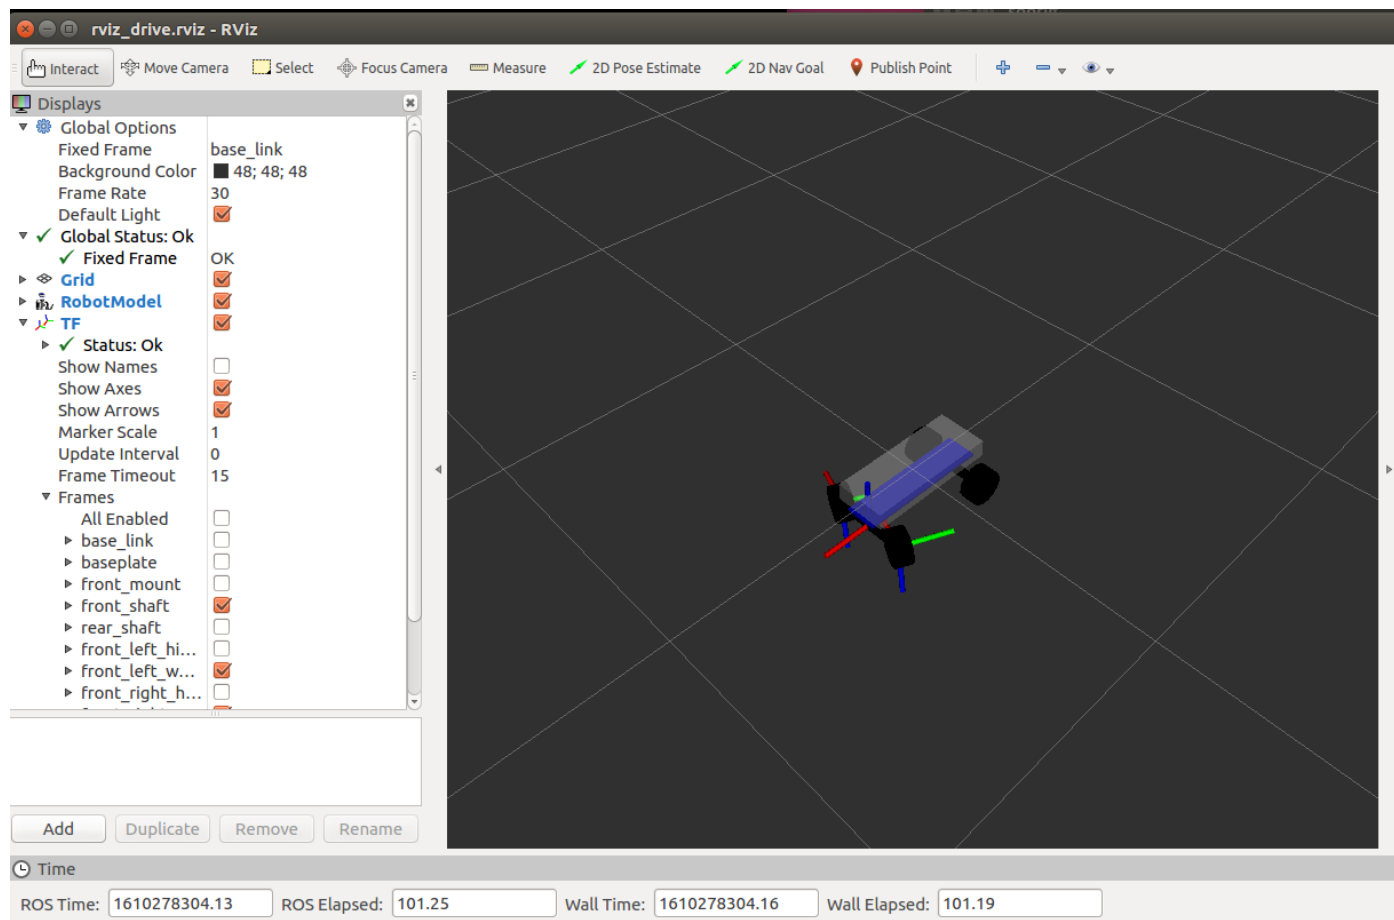 rviz_drive.rviz - RViz
Interact Move Camera Select Focus Camera Measure 2D Pose Estimate 2D Nav Goal Publish Point
Displays
Global Options
Fixed Frame base_link
Background Color 48; 48; 48
Frame Rate 30
Default Light
Global Status: Ok
Fixed Frame OK
Grid
RobotModel
TF
Status: Ok
Show Names
Show Axes
Show Arrows
Marker Scale 1
Update Interval 0
Frame Timeout 15
Frames
All Enabled
base_link
baseplate
front_mount
front_shaft
rear_shaft
front_left_hi...
front_left_w...
front_right_h...
Add Duplicate Remove Rename
Time
ROS Time: 1610278304.13 ROS Elapsed: 101.25 Wall Time: 1610278304.16 Wall Elapsed: 101.19